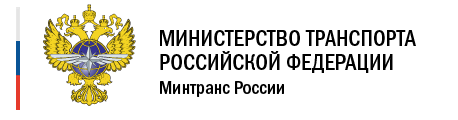 МИНИСТЕРСТВО ТРАНСПОРТА
РОССИЙСКОЙ ФЕДЕРАЦИИ
Минтранс России